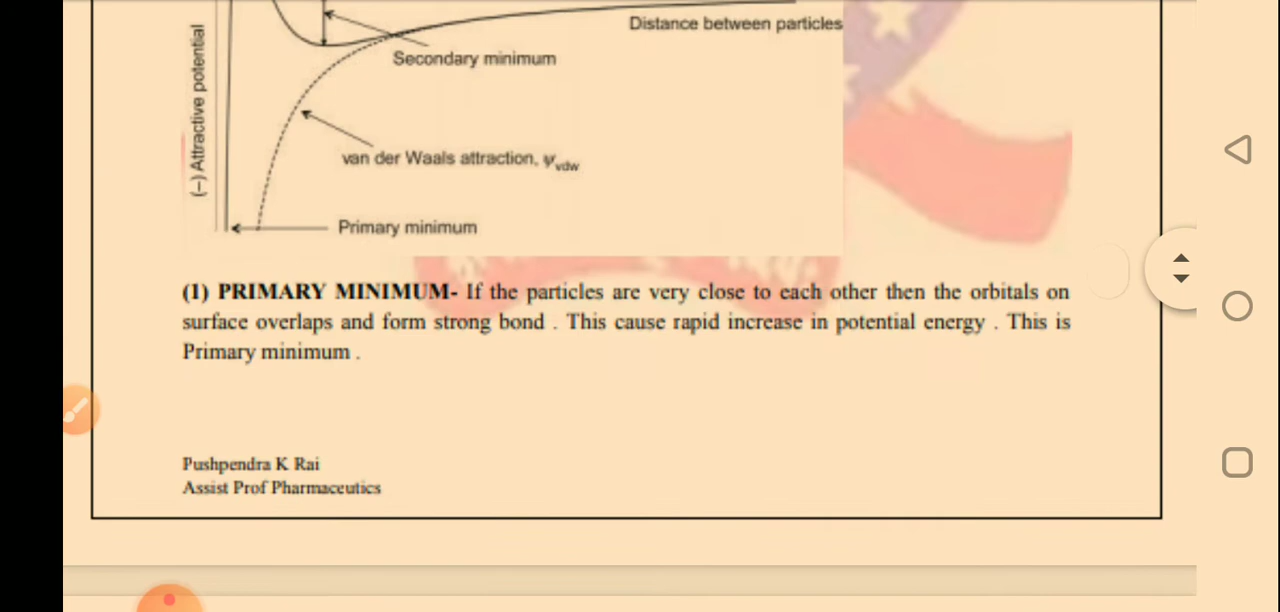 Distance between particles
Secondary minimum
(–) Attractive potential
van der Waals attraction, ψvdw
Primary minimum
(1) PRIMARY MINIMUM- If the particles are very close to each other then the orbitals on
surface overlaps and form strong bond . This cause rapid increase in potential energy . This is
Primary minimum .
Pushpendra K Rai
Assist Prof Pharmaceutics